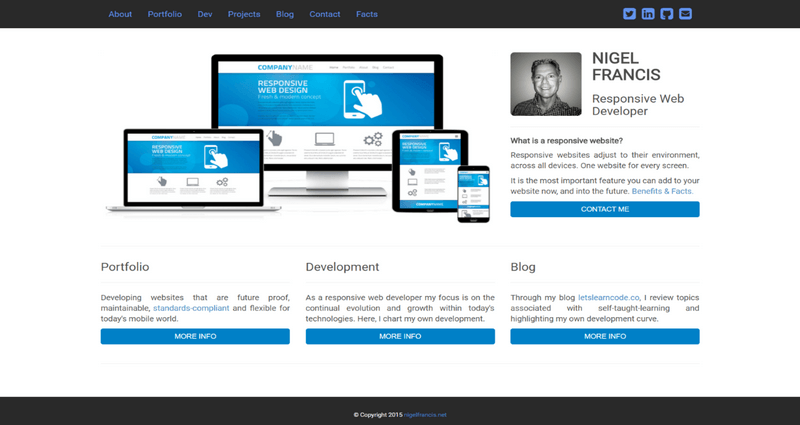 About Portfolio Dev Projects Blog Contact Facts
COMPANYNAME
RESPONSIVE
WEB DESIGN
Fresh & modern concept
COMPANYNAME
RESPONSIVE
WEB DESIGN
RESPONSIVE
WEB DESIGN
NIGEL
FRANCIS
Responsive Web
Developer
What is a responsive website?
Responsive websites adjust to their environment,
across all devices. One website for every screen.
It is the most important feature you can add to your
website now, and into the future. Benefits & Facts.
CONTACT ME
Portfolio
Developing websites that are future proof,
maintainable, standards-compliant and flexible for
today's mobile world.
MORE INFO
Development
As a responsive web developer my focus is on the
continual evolution and growth within today's
technologies. Here, I chart my own development.
MORE INFO
Blog
Through my blog letslearncode.co, I review topics
associated with self-taught-learning and
highlighting my own development curve.
MORE INFO
© Copyright 2015 nigelfrancis.net